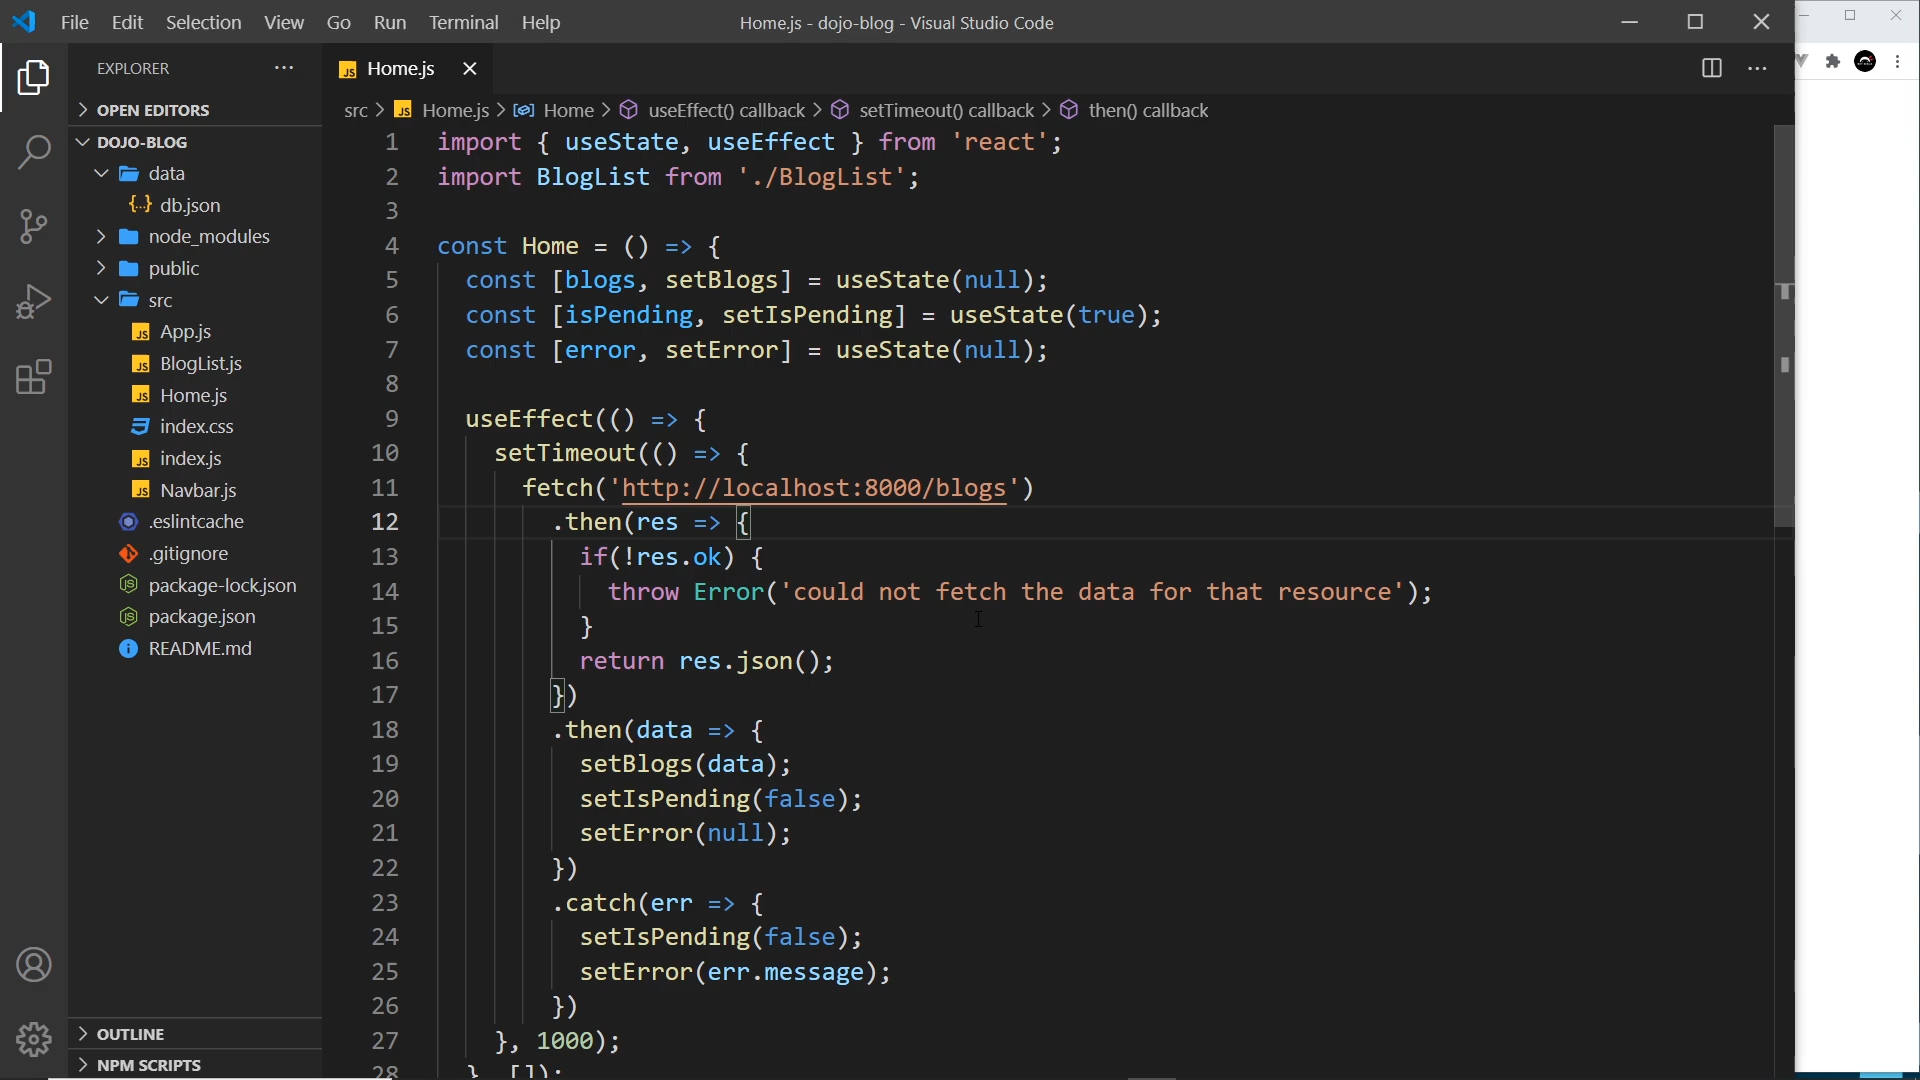 File Edit Selection View Go Run Terminal Help
Home.js - dojo-blog - Visual Studio Code
EXPLORER
OPEN EDITORS
DOJO-BLOG
data
db.json
node_modules
public
src
App.js
BlogList.js
Home.js
index.css
index.js
Navbar.js
.eslintcache
.gitignore
package-lock.json
package.json
README.md
OUTLINE
NPM SCRIPTS
JS Home.js
src > JS Home.js > Home > useEffect() callback > setTimeout() callback > then() callback
1 import { useState, useEffect } from 'react';
2 import BlogList from './BlogList';
3
4 const Home = () => {
5 const [blogs, setBlogs] = useState(null);
6 const [isPending, setIsPending] = useState(true);
7 const [error, setError] = useState(null);
8
9 useEffect(() => {
10 setTimeout(() => {
11 fetch('http://localhost:8000/blogs')
12 .then(res => {
13 if(!res.ok) {
14 throw Error('could not fetch the data for that resource');
15 }
16 return res.json();
17 })
18 .then(data => {
19 setBlogs(data);
20 setIsPending(false);
21 setError(null);
22 })
23 .catch(err => {
24 setIsPending(false);
25 setError(err.message);
26 })
27 }, 1000);
28 }, []);